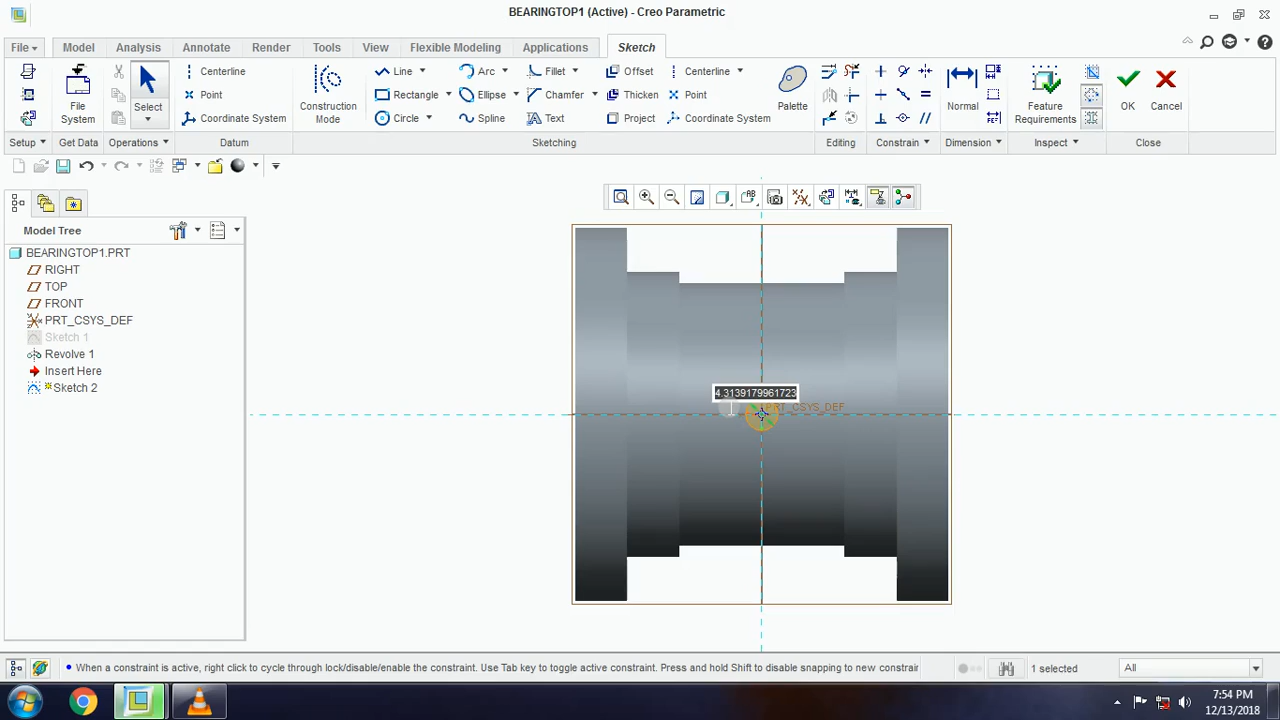 BEARINGTOP1 (Active) - Creo Parametric
File Model Analysis Annotate Render Tools View Flexible Modeling Applications Sketch
Centerline Line Arc Fillet Offset Centerline
Point Rectangle Ellipse Chamfer Thicken Point
Coordinate System Circle Spline Text Project Coordinate System
File System
Select
Construction Mode
Palette
Normal
Feature Requirements
OK
Cancel
Setup Get Data Operations Datum Sketching Editing Constrain Dimension Inspect Close
Model Tree
BEARINGTOP1.PRT
RIGHT
TOP
FRONT
PRT_CSYS_DEF
Sketch 1
Revolve 1
Insert Here
Sketch 2
4.3139179961723
PRT_CSYS_DEF
When a constraint is active, right click to cycle through lock/disable/enable the constraint. Use Tab key to toggle active constraint. Press and hold Shift to disable snapping to new constrair
1 selected
All
7:54 PM
12/13/2018